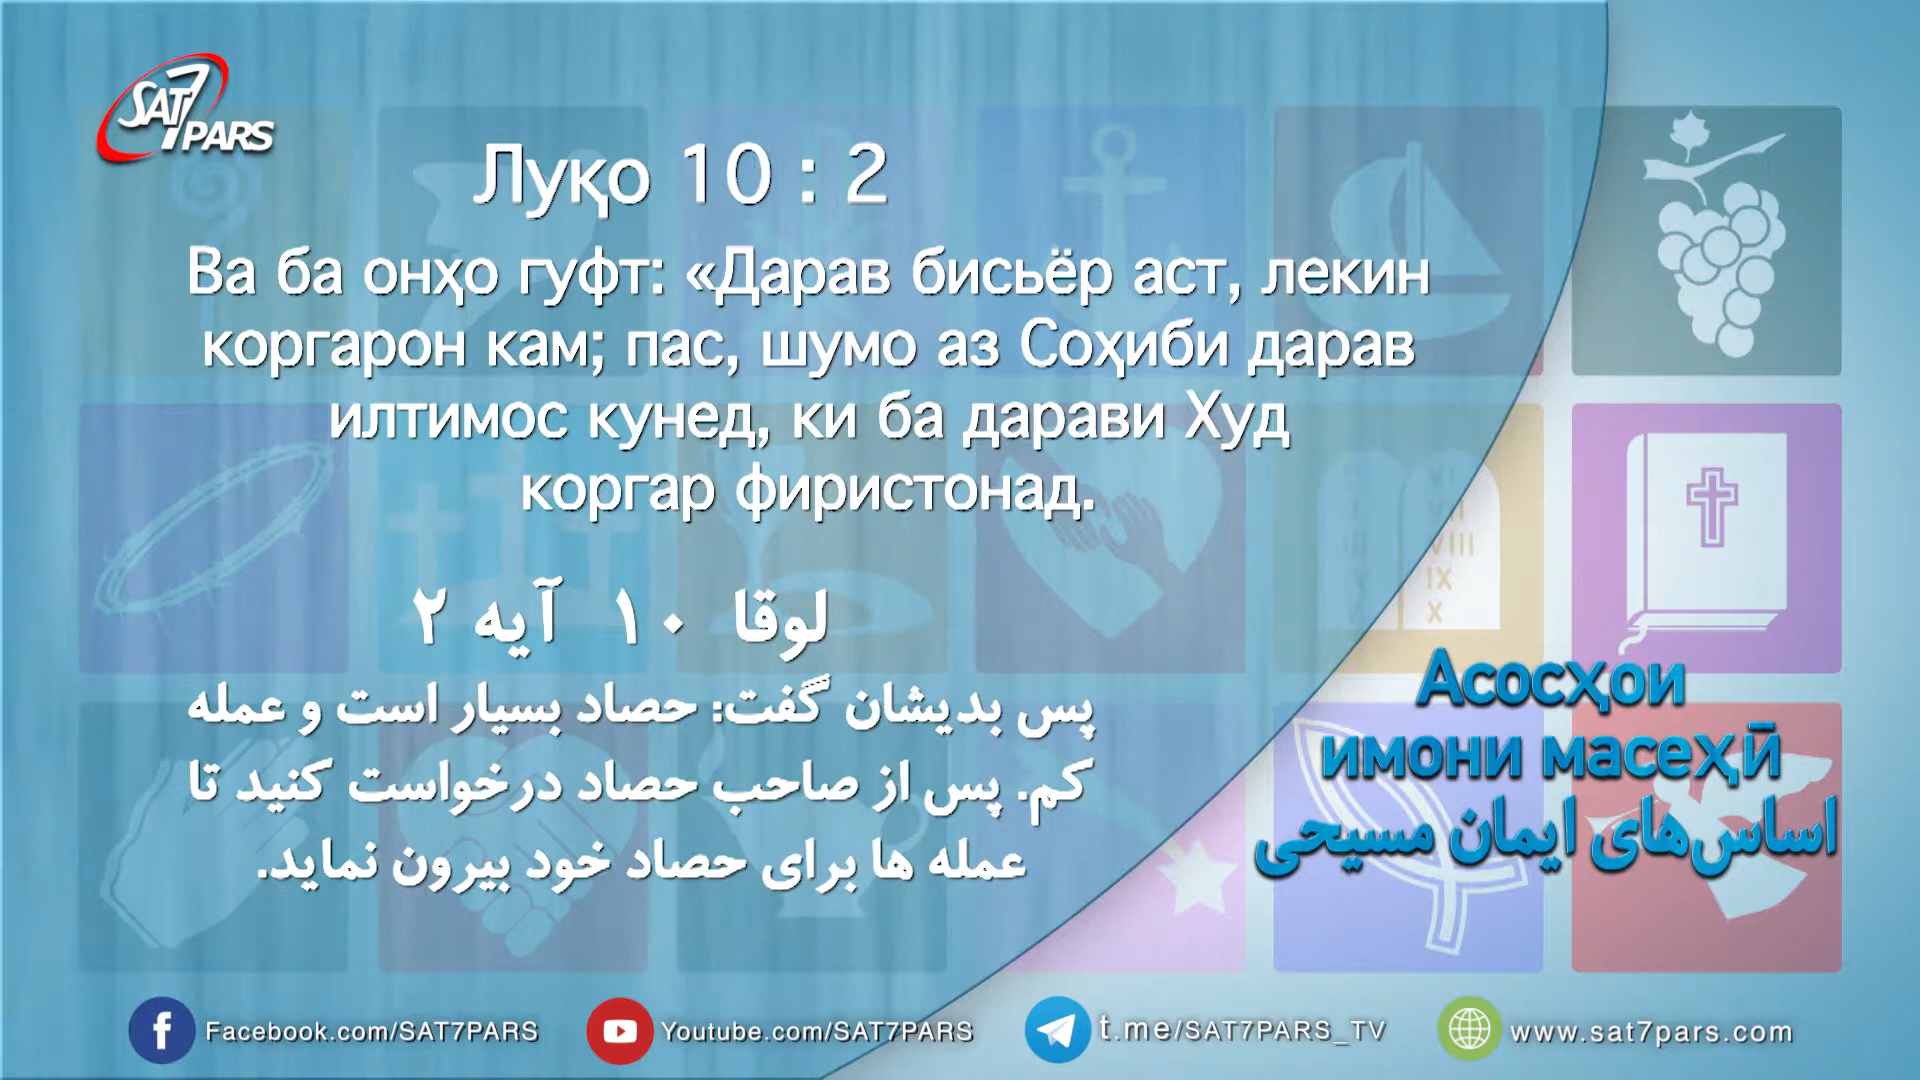 SAT7 PARS
Луқо 10 : 2
Ва ба онҳо гуфт: «Дарав бисьёр аст, лекин
коргарон кам; пас, шумо аз Соҳиби дарав
илтимос кунед, ки ба дарави Худ
коргар фиристонад.
لوقا ۱۰ آیه ۲
پس بدیشان گفت: حصاد بسیار است و عمله
کم. پس از صاحب حصاد درخواست کنید تا
عمله ها برای حصاد خود بیرون نماید.
VI
VIII
IX
X
Асосҳои
имони масеҳӣ
اساس‌های ایمان مسیحی
Facebook.com/SAT7PARS
Youtube.com/SAT7PARS
t.me/SAT7PARS_TV
www.sat7pars.com